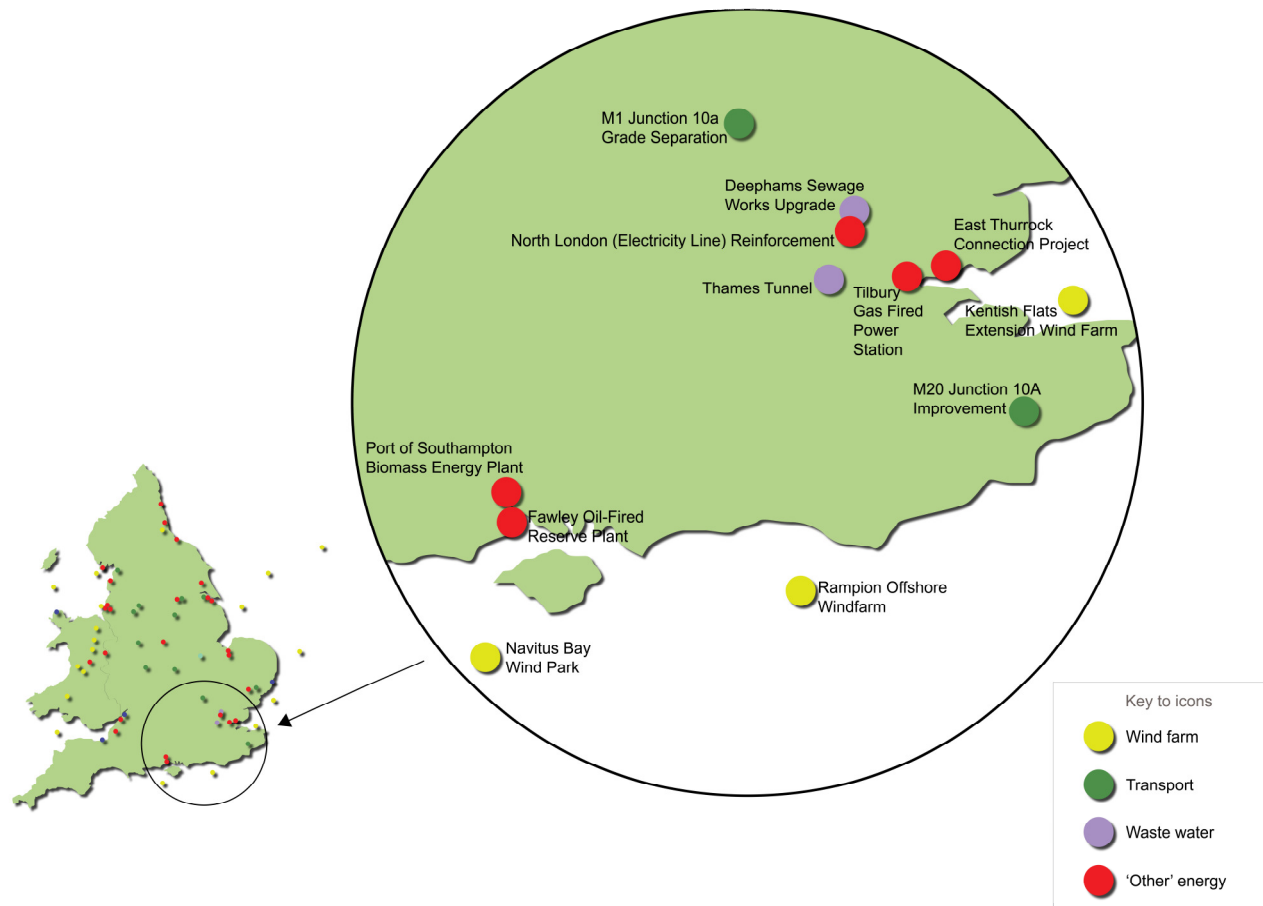 M1 Junction 10a
Grade Separation
Deephams Sewage
Works Upgrade
North London (Electricity Line) Reinforcement
East Thurrock
Connection Project
Thames Tunnel
Tilbury
Gas Fired
Power
Station
Kentish Flats
Extension Wind Farm
M20 Junction 10A
Improvement
Port of Southampton
Biomass Energy Plant
Fawley Oil-Fired
Reserve Plant
Rampion Offshore
Windfarm
Navitus Bay
Wind Park
Key to icons
Wind farm
Transport
Waste water
‘Other’ energy